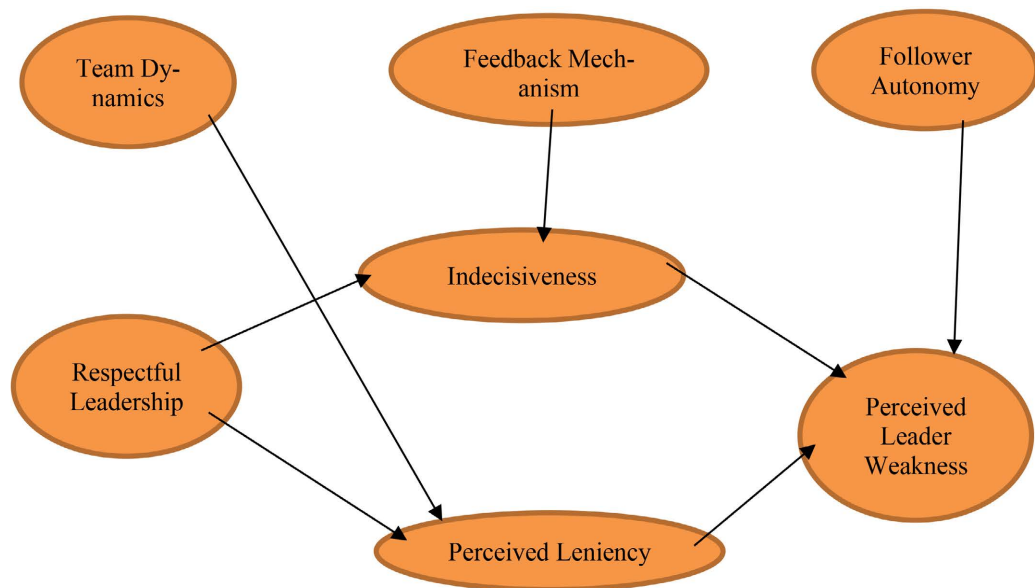 Team Dy-
namics
Feedback Mech-
anism
Follower
Autonomy
Indecisiveness
Respectful
Leadership
Perceived
Leader
Weakness
Perceived Leniency